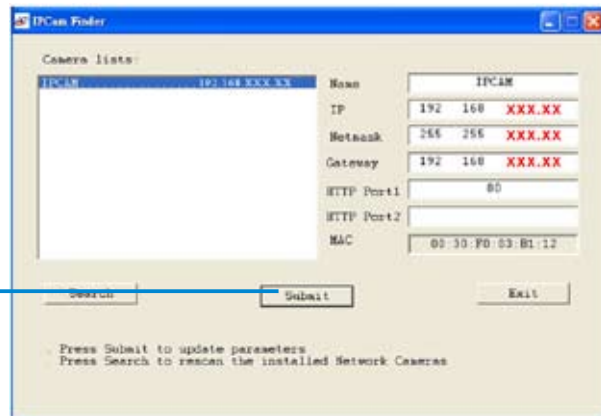 IPCam Finder
Camera lists:
IPCAM 192.168.XXX.XX
Name IPCAM
IP 192 168 XXX.XX
Netmask 255 255 XXX.XX
Gateway 192 168 XXX.XX
HTTP Port1 80
HTTP Port2
MAC 00:30:F0:03:B1:12
Search Submit Exit
Press Submit to update parameters
Press Search to rescan the installed Network Cameras